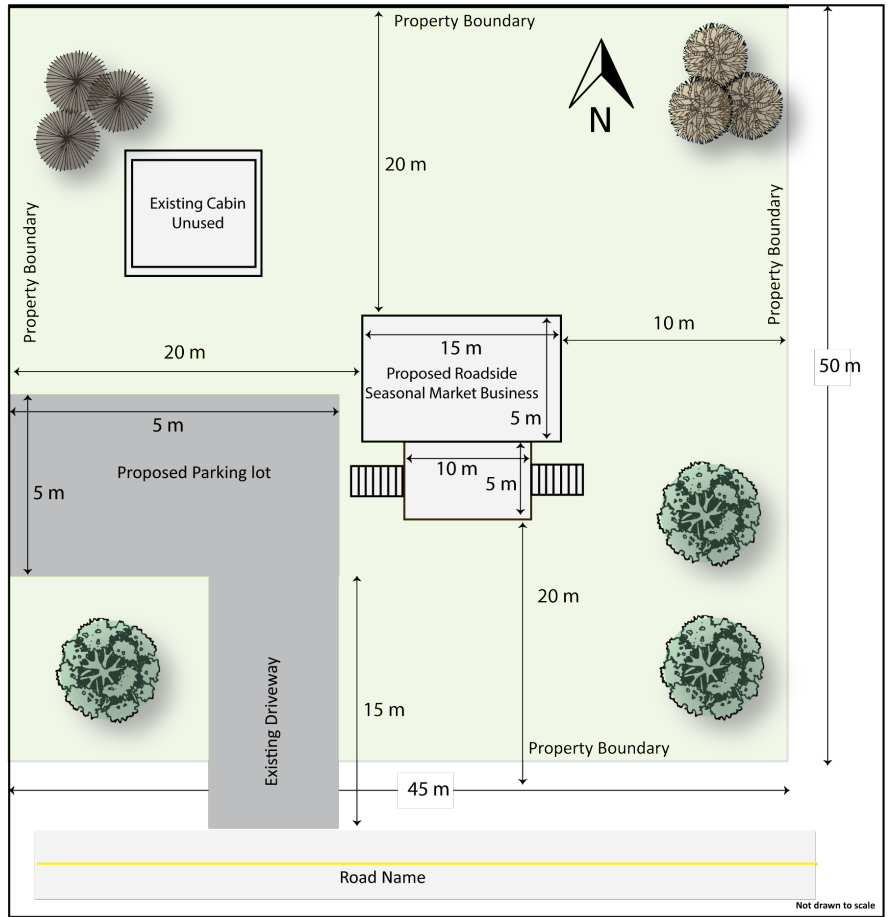 Property Boundary
N
20 m
Existing Cabin
Unused
Property Boundary
Property Boundary
10 m
20 m
15 m
50 m
Proposed Roadside
Seasonal Market Business
5 m
5 m
10 m
Proposed Parking lot
5 m
5 m
20 m
Existing Driveway
15 m
Property Boundary
45 m
Road Name
Not drawn to scale